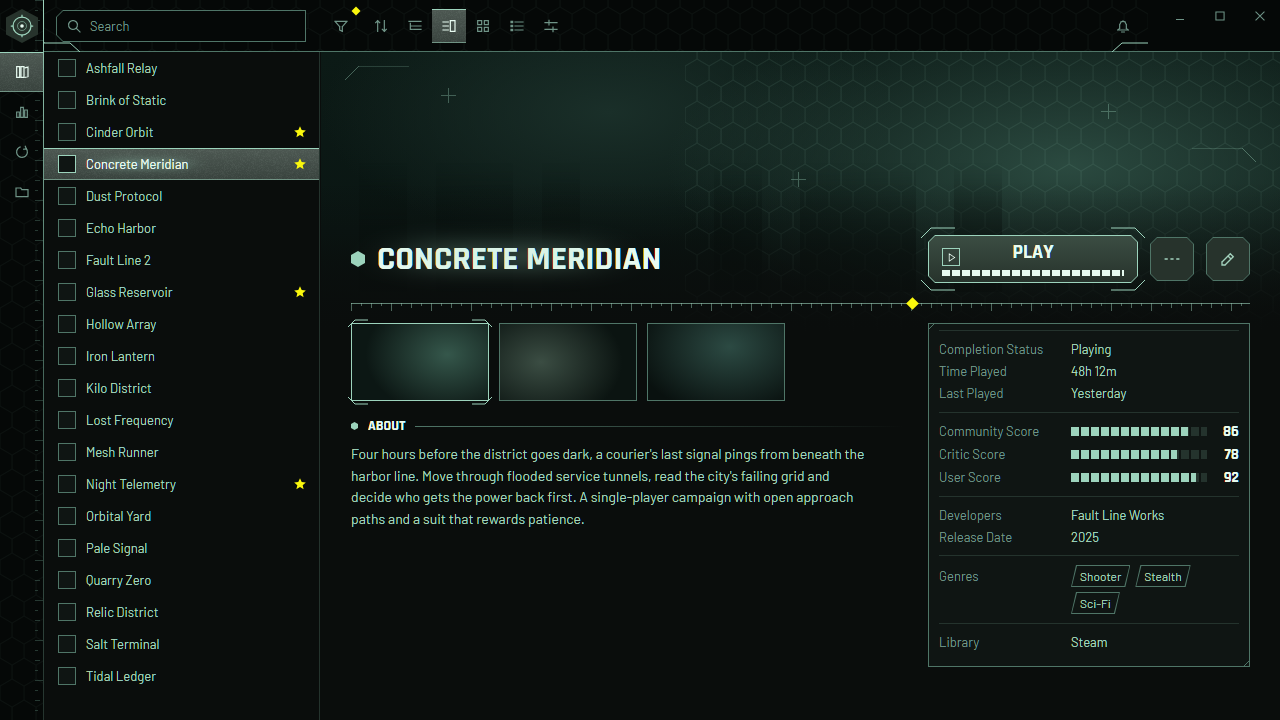 Search
Ashfall Relay
Brink of Static
Cinder Orbit
Concrete Meridian
Dust Protocol
Echo Harbor
Fault Line 2
Glass Reservoir
Hollow Array
Iron Lantern
Kilo District
Lost Frequency
Mesh Runner
Night Telemetry
Orbital Yard
Pale Signal
Quarry Zero
Relic District
Salt Terminal
Tidal Ledger
CONCRETE MERIDIAN
PLAY
ABOUT
Four hours before the district goes dark, a courier's last signal pings from beneath the
harbor line. Move through flooded service tunnels, read the city's failing grid and
decide who gets the power back first. A single-player campaign with open approach
paths and a suit that rewards patience.
Completion Status Playing
Time Played 48h 12m
Last Played Yesterday
Community Score 86
Critic Score 78
User Score 92
Developers Fault Line Works
Release Date 2025
Genres Shooter Stealth
Sci-Fi
Library Steam